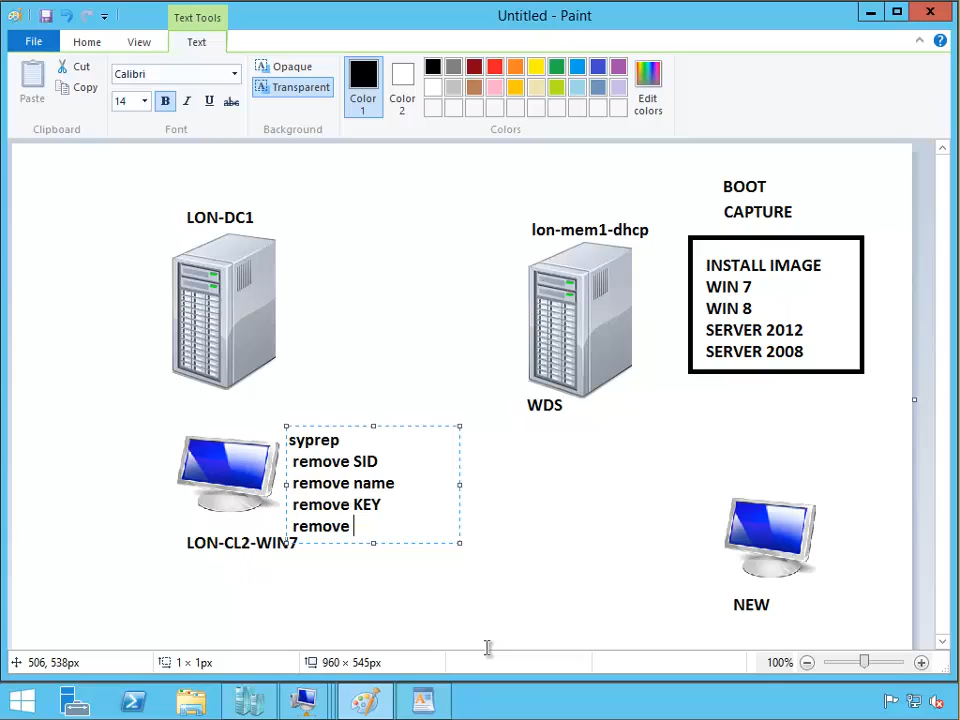 Untitled - Paint
Text Tools
File
Home
View
Text
Paste
Cut
Copy
Clipboard
Calibri
14
B
I
U
abc
Font
A
Opaque
A
Transparent
Background
Color 1
Color 2
Edit colors
Colors
BOOT
CAPTURE
LON-DC1
lon-mem1-dhcp
INSTALL IMAGE
WIN 7
WIN 8
SERVER 2012
SERVER 2008
WDS
syprep
remove SID
remove name
remove KEY
remove
LON-CL2-WIN7
NEW
506, 538px
1 × 1px
960 × 545px
100%